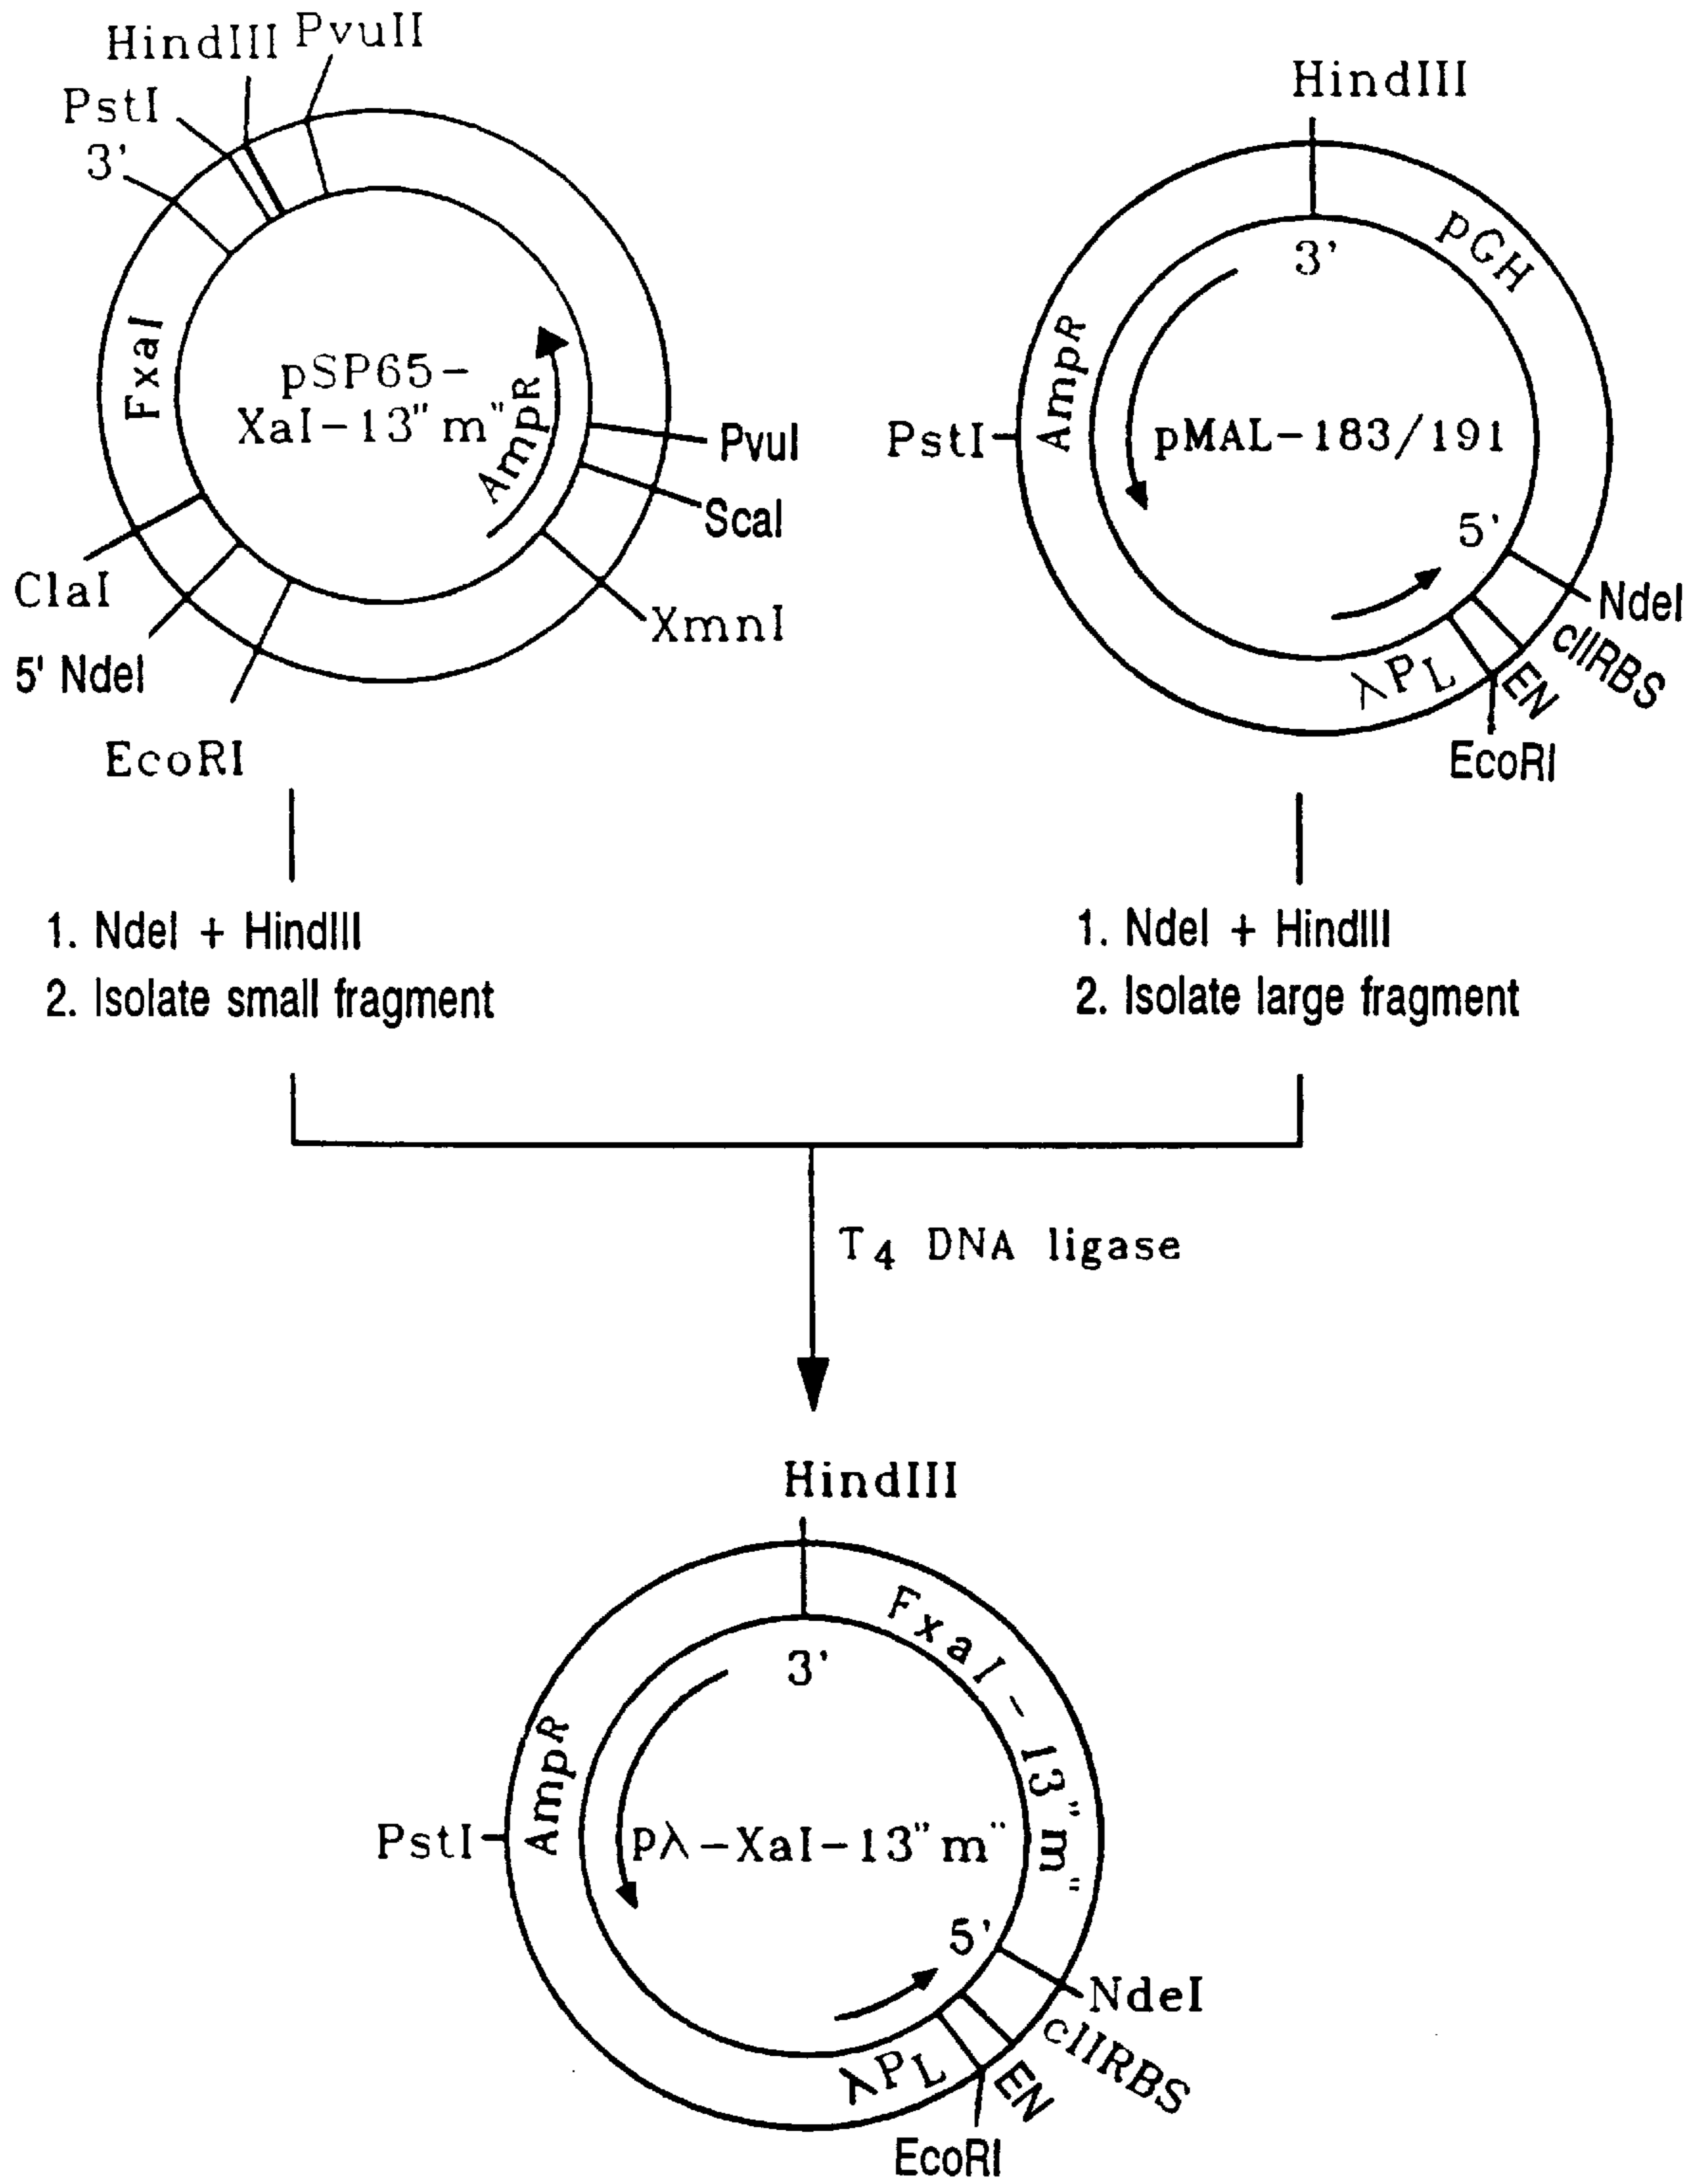 HindIII PvuII
PstI
3'
FxaI
pSP65-
XaI-13"m"
AmpR
PvuI
ScaI
XmnI
ClaI
5' NdeI
EcoRI
HindIII
pGH
3'
AmpR
PstI
pMAL-183/191
5'
NdeI
cIIRBS
EN
λPL
EcoRI
1. NdeI + HindIII
2. Isolate small fragment
1. NdeI + HindIII
2. Isolate large fragment
T4 DNA ligase
HindIII
FxaI-13"m"
3'
AmpR
PstI
pλ-XaI-13"m"
5'
NdeI
cIIRBS
EN
λPL
EcoRI